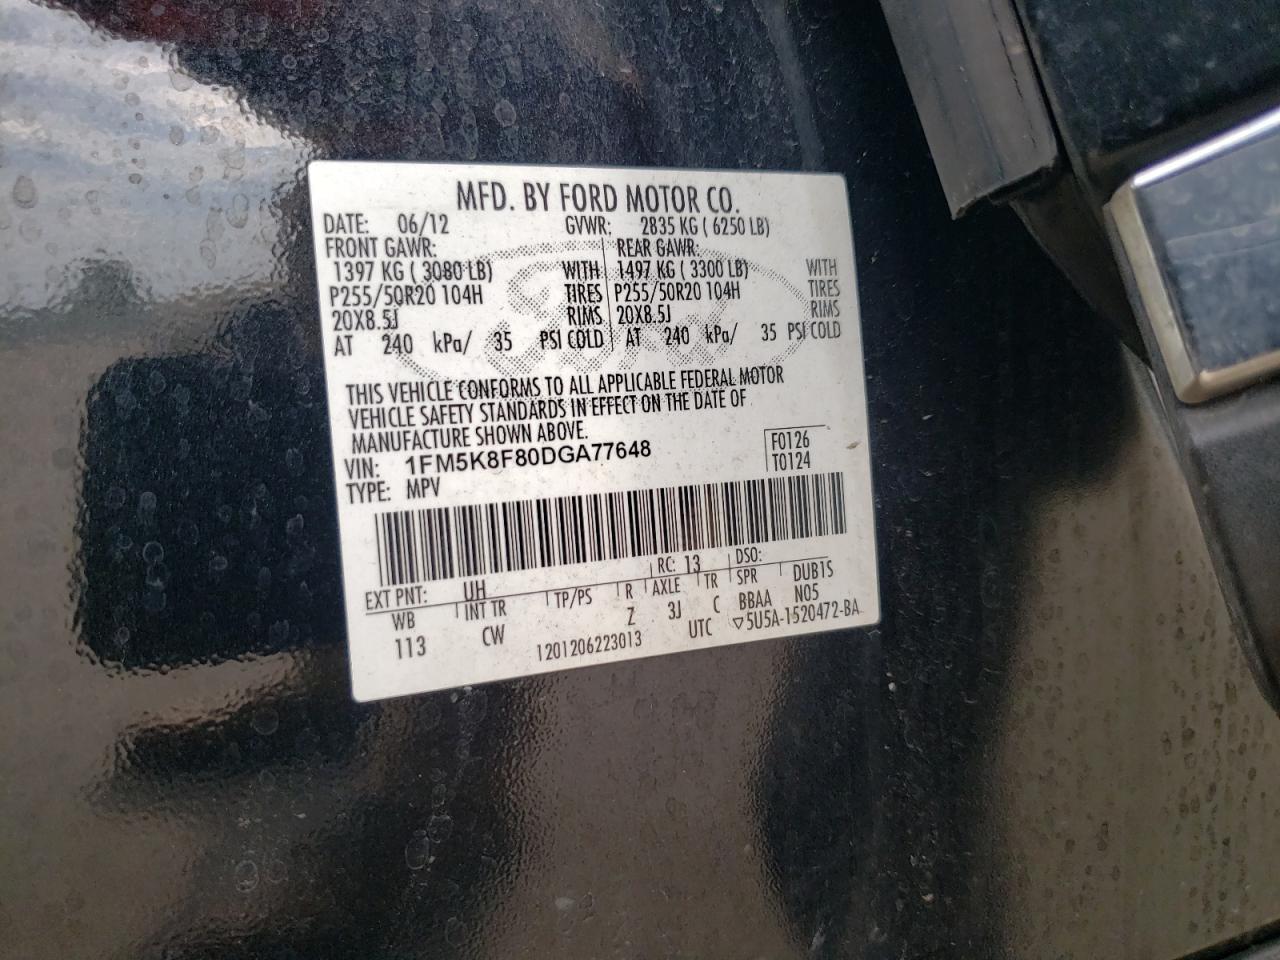 MFD. BY FORD MOTOR CO.
DATE: 06/12 GVWR: 2835 KG ( 6250 LB)
FRONT GAWR: REAR GAWR:
1397 KG ( 3080 LB) WITH 1497 KG ( 3300 LB) WITH
P255/50R20 104H TIRES P255/50R20 104H TIRES
20X8.5J RIMS 20X8.5J RIMS
AT 240 kPa/ 35 PSI COLD AT 240 kPa/ 35 PSI COLD
THIS VEHICLE CONFORMS TO ALL APPLICABLE FEDERAL MOTOR
VEHICLE SAFETY STANDARDS IN EFFECT ON THE DATE OF
MANUFACTURE SHOWN ABOVE.
VIN: 1FM5K8F80DGA77648 F0126
TYPE: MPV T0124
EXT PNT: UH RC: 13 DSO:
WB INT TR TP/PS R AXLE TR SPR DUB1S
113 CW Z 3J C BBAA N05
1201206223013 UTC ▽5U5A-1520472-BA